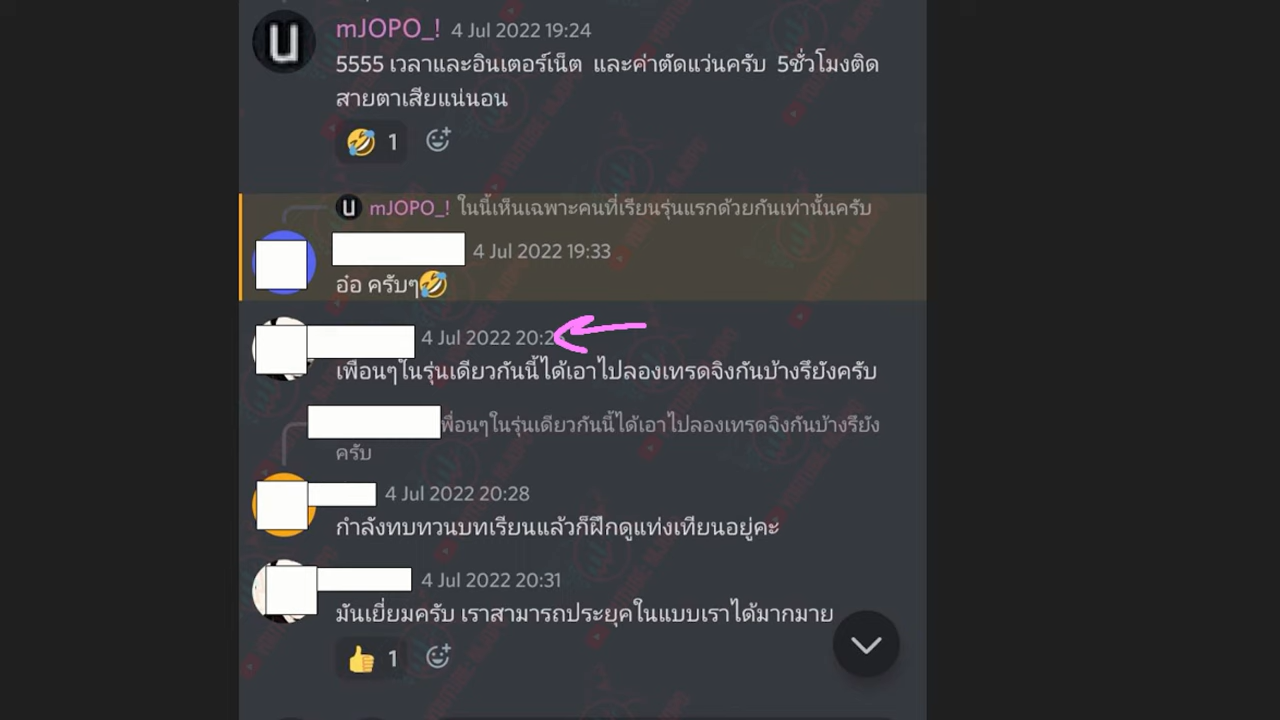 mJOPO_! 4 Jul 2022 19:24
5555 เวลาและอินเตอร์เน็ต และค่าตัดแว่นครับ 5ชั่วโมงติด
สายตาเสียแน่นอน
🤣 1
U mJOPO_! ในนี้เห็นเฉพาะคนที่เรียนรุ่นแรกด้วยกันเท่านั้นครับ
4 Jul 2022 19:33
อ๋อ ครับๆ🤣
4 Jul 2022
เพื่อนๆในรุ่นเดียวกันนี้ได้เอาไปลองเทรดจิงกันบ้างรึยังครับ
พื่อนๆในรุ่นเดียวกันนี้ได้เอาไปลองเทรดจิงกันบ้างรึยัง
ครับ
4 Jul 2022 20:28
กำลังทบทวนบทเรียนแล้วก็ฝึกดูแท่งเทียนอยู่คะ
4 Jul 2022 20:31
มันเยี่ยมครับ เราสามารถประยุคในแบบเราได้มากมาย
👍 1